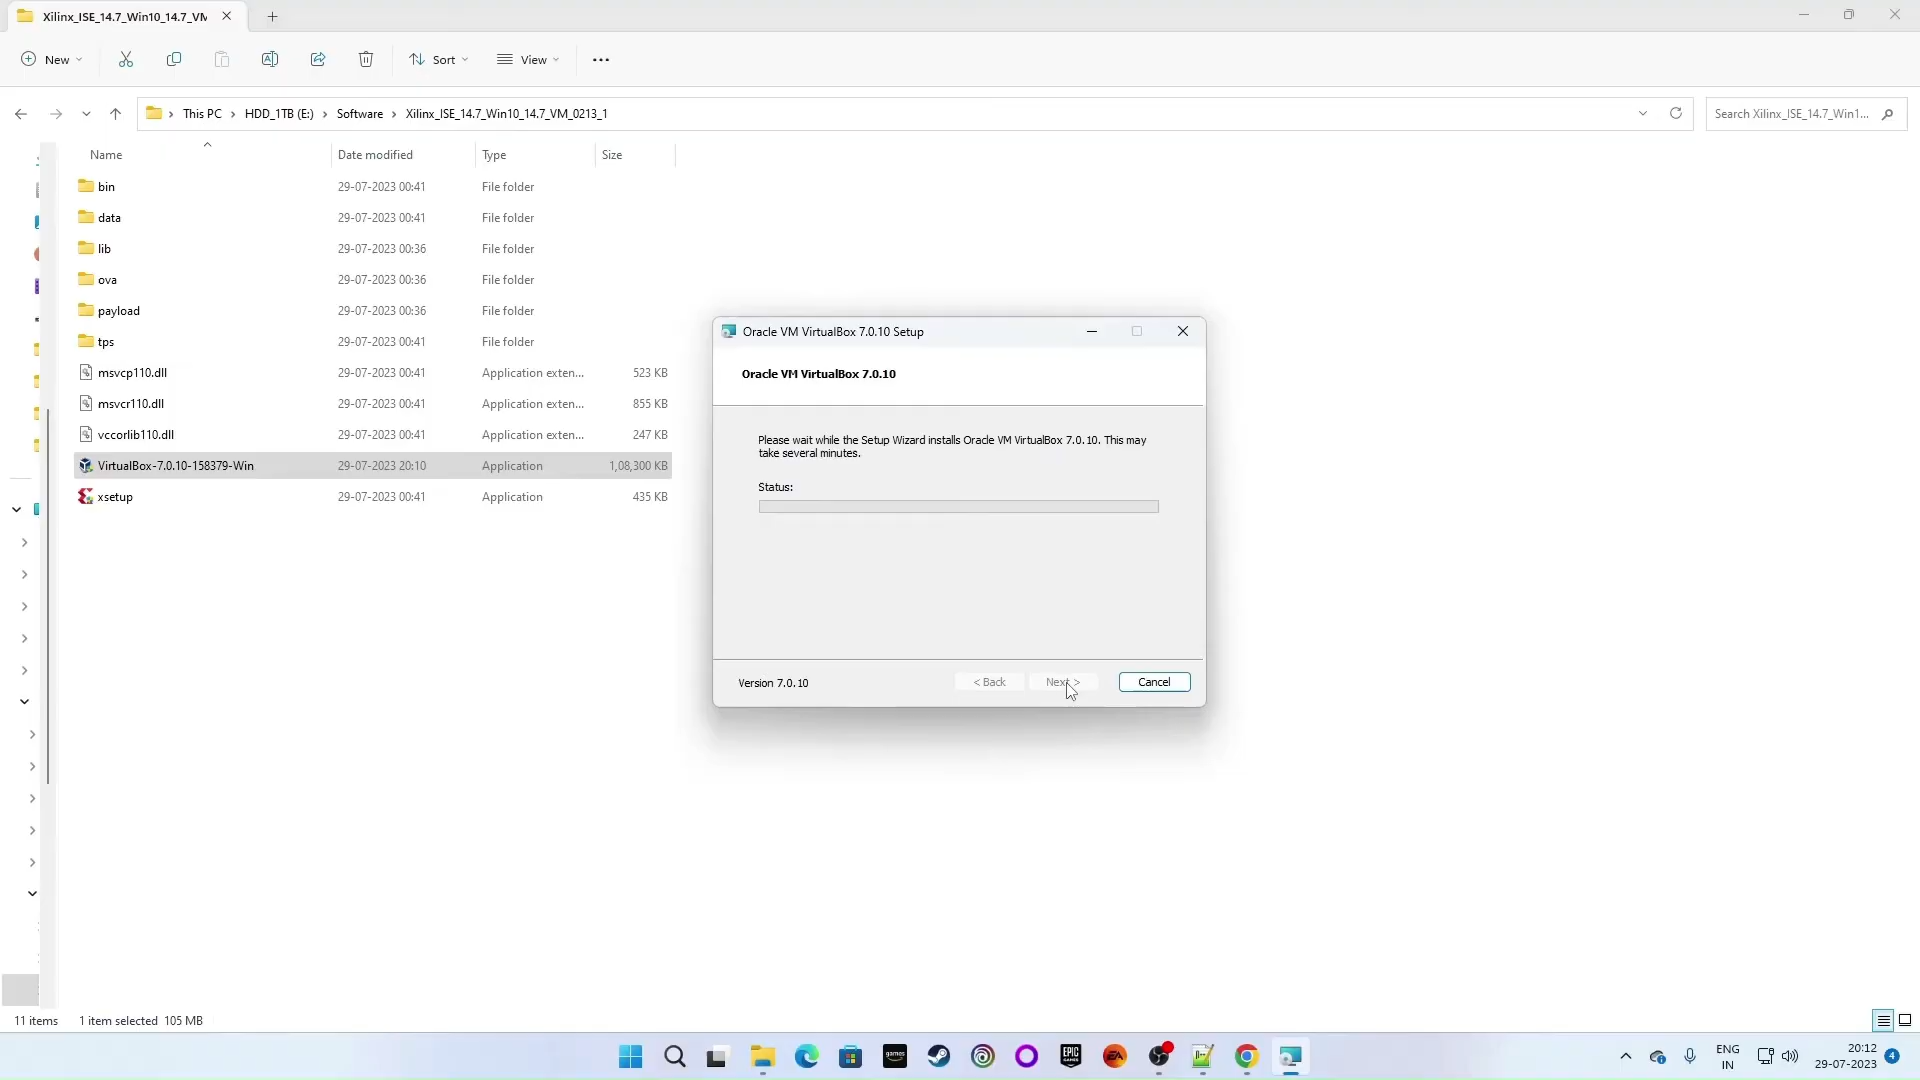 Xilinx_ISE_14.7_Win10_14.7_VM
New
Sort
View
This PC
HDD_1TB (E:)
Software
Xilinx_ISE_14.7_Win10_14.7_VM_0213_1
Search Xilinx_ISE_14.7_Win1...
Name Date modified Type Size
bin 29-07-2023 00:41 File folder
data 29-07-2023 00:41 File folder
lib 29-07-2023 00:36 File folder
ova 29-07-2023 00:36 File folder
payload 29-07-2023 00:36 File folder
tps 29-07-2023 00:41 File folder
msvcp110.dll 29-07-2023 00:41 Application exten... 523 KB
msvcr110.dll 29-07-2023 00:41 Application exten... 855 KB
vccorlib110.dll 29-07-2023 00:41 Application exten... 247 KB
VirtualBox-7.0.10-158379-Win 29-07-2023 20:10 Application 1,08,300 KB
xsetup 29-07-2023 00:41 Application 435 KB
Oracle VM VirtualBox 7.0.10 Setup
Oracle VM VirtualBox 7.0.10
Please wait while the Setup Wizard installs Oracle VM VirtualBox 7.0.10. This may
take several minutes.
Status:
Version 7.0.10
< Back
Next >
Cancel
11 items 1 item selected 105 MB
games
EPIC
GAMES
EA
ENG
IN
20:12
29-07-2023
4